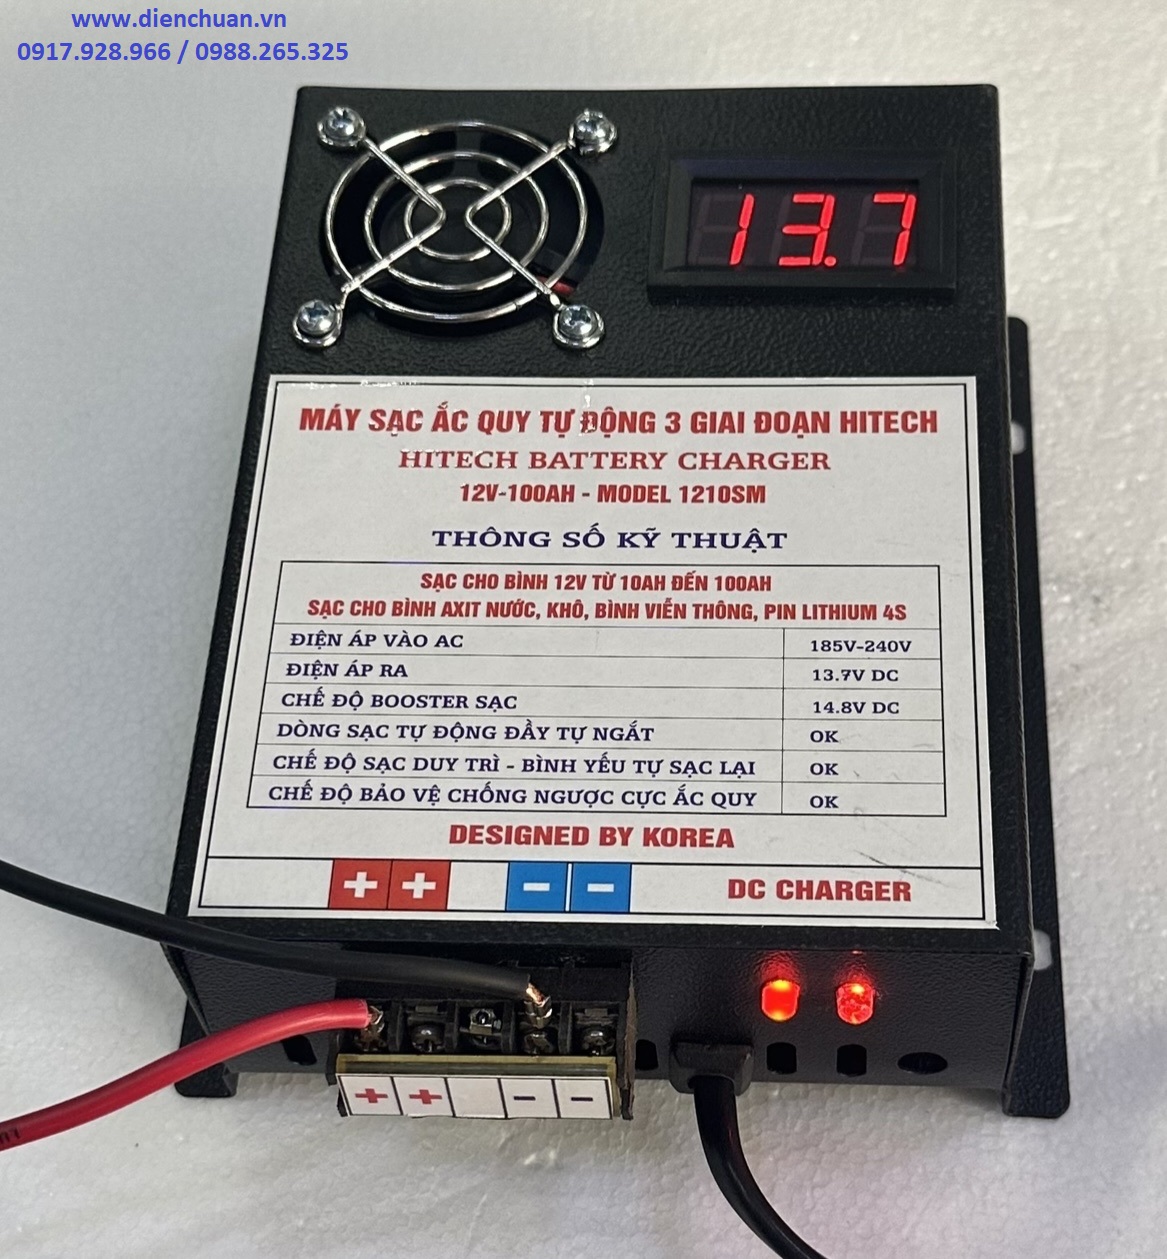 www.dienchuan.vn
0917.928.966 / 0988.265.325
13.7
MÁY SẠC ẮC QUY TỰ ĐỘNG 3 GIAI ĐOẠN HITECH
HITECH BATTERY CHARGER
12V-100AH - MODEL 1210SM
THÔNG SỐ KỸ THUẬT
SẠC CHO BÌNH 12V TỪ 10AH ĐẾN 100AH
SẠC CHO BÌNH AXIT NƯỚC, KHÔ, BÌNH VIỄN THÔNG, PIN LITHIUM 4S
ĐIỆN ÁP VÀO AC 185V-240V
ĐIỆN ÁP RA 13.7V DC
CHẾ ĐỘ BOOSTER SẠC 14.8V DC
DÒNG SẠC TỰ ĐỘNG ĐẦY TỰ NGẮT OK
CHẾ ĐỘ SẠC DUY TRÌ - BÌNH YẾU TỰ SẠC LẠI OK
CHẾ ĐỘ BẢO VỆ CHỐNG NGƯỢC CỰC ẮC QUY OK
DESIGNED BY KOREA
+ + - - DC CHARGER
+ + - -